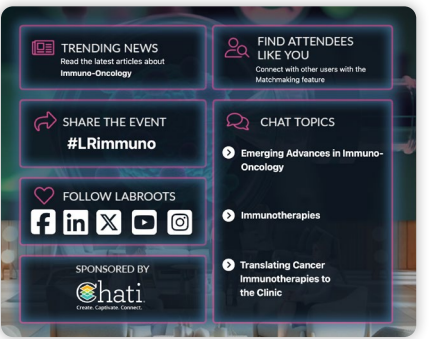 TRENDING NEWS
Read the latest articles about
Immuno-Oncology
FIND ATTENDEES
LIKE YOU
Connect with other users with the
Matchmaking feature
SHARE THE EVENT
#LRimmuno
CHAT TOPICS
Emerging Advances in Immuno-
Oncology
Immunotherapies
Translating Cancer
Immunotherapies to
the Clinic
FOLLOW LABROOTS
SPONSORED BY
Chati
Create. Captivate. Connect.